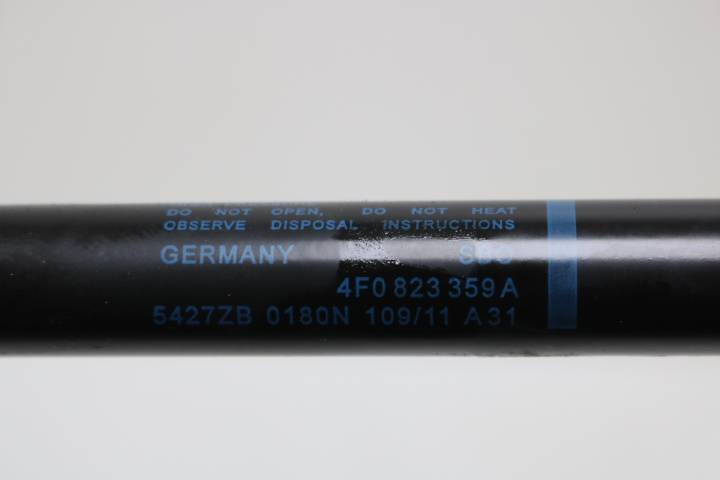 DO NOT OPEN, DO NOT HEAT
OBSERVE DISPOSAL INSTRUCTIONS
GERMANY
4F0 823 359 A
5427ZB 0180N 109/11 A31